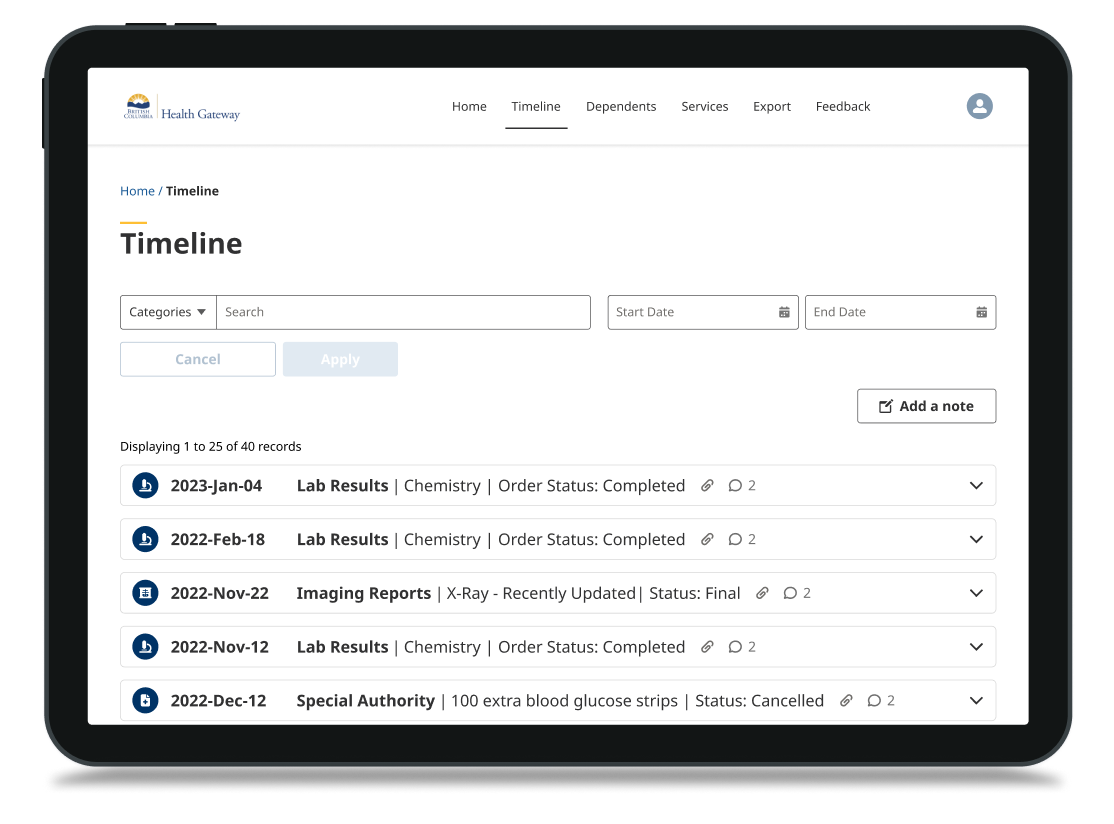 BRITISH
COLUMBIA
Health Gateway
Home Timeline Dependents Services Export Feedback
Home / Timeline
Timeline
Categories Search Start Date End Date
Cancel Apply
Add a note
Displaying 1 to 25 of 40 records
2023-Jan-04 Lab Results | Chemistry | Order Status: Completed 2
2022-Feb-18 Lab Results | Chemistry | Order Status: Completed 2
2022-Nov-22 Imaging Reports | X-Ray - Recently Updated| Status: Final 2
2022-Nov-12 Lab Results | Chemistry | Order Status: Completed 2
2022-Dec-12 Special Authority | 100 extra blood glucose strips | Status: Cancelled 2